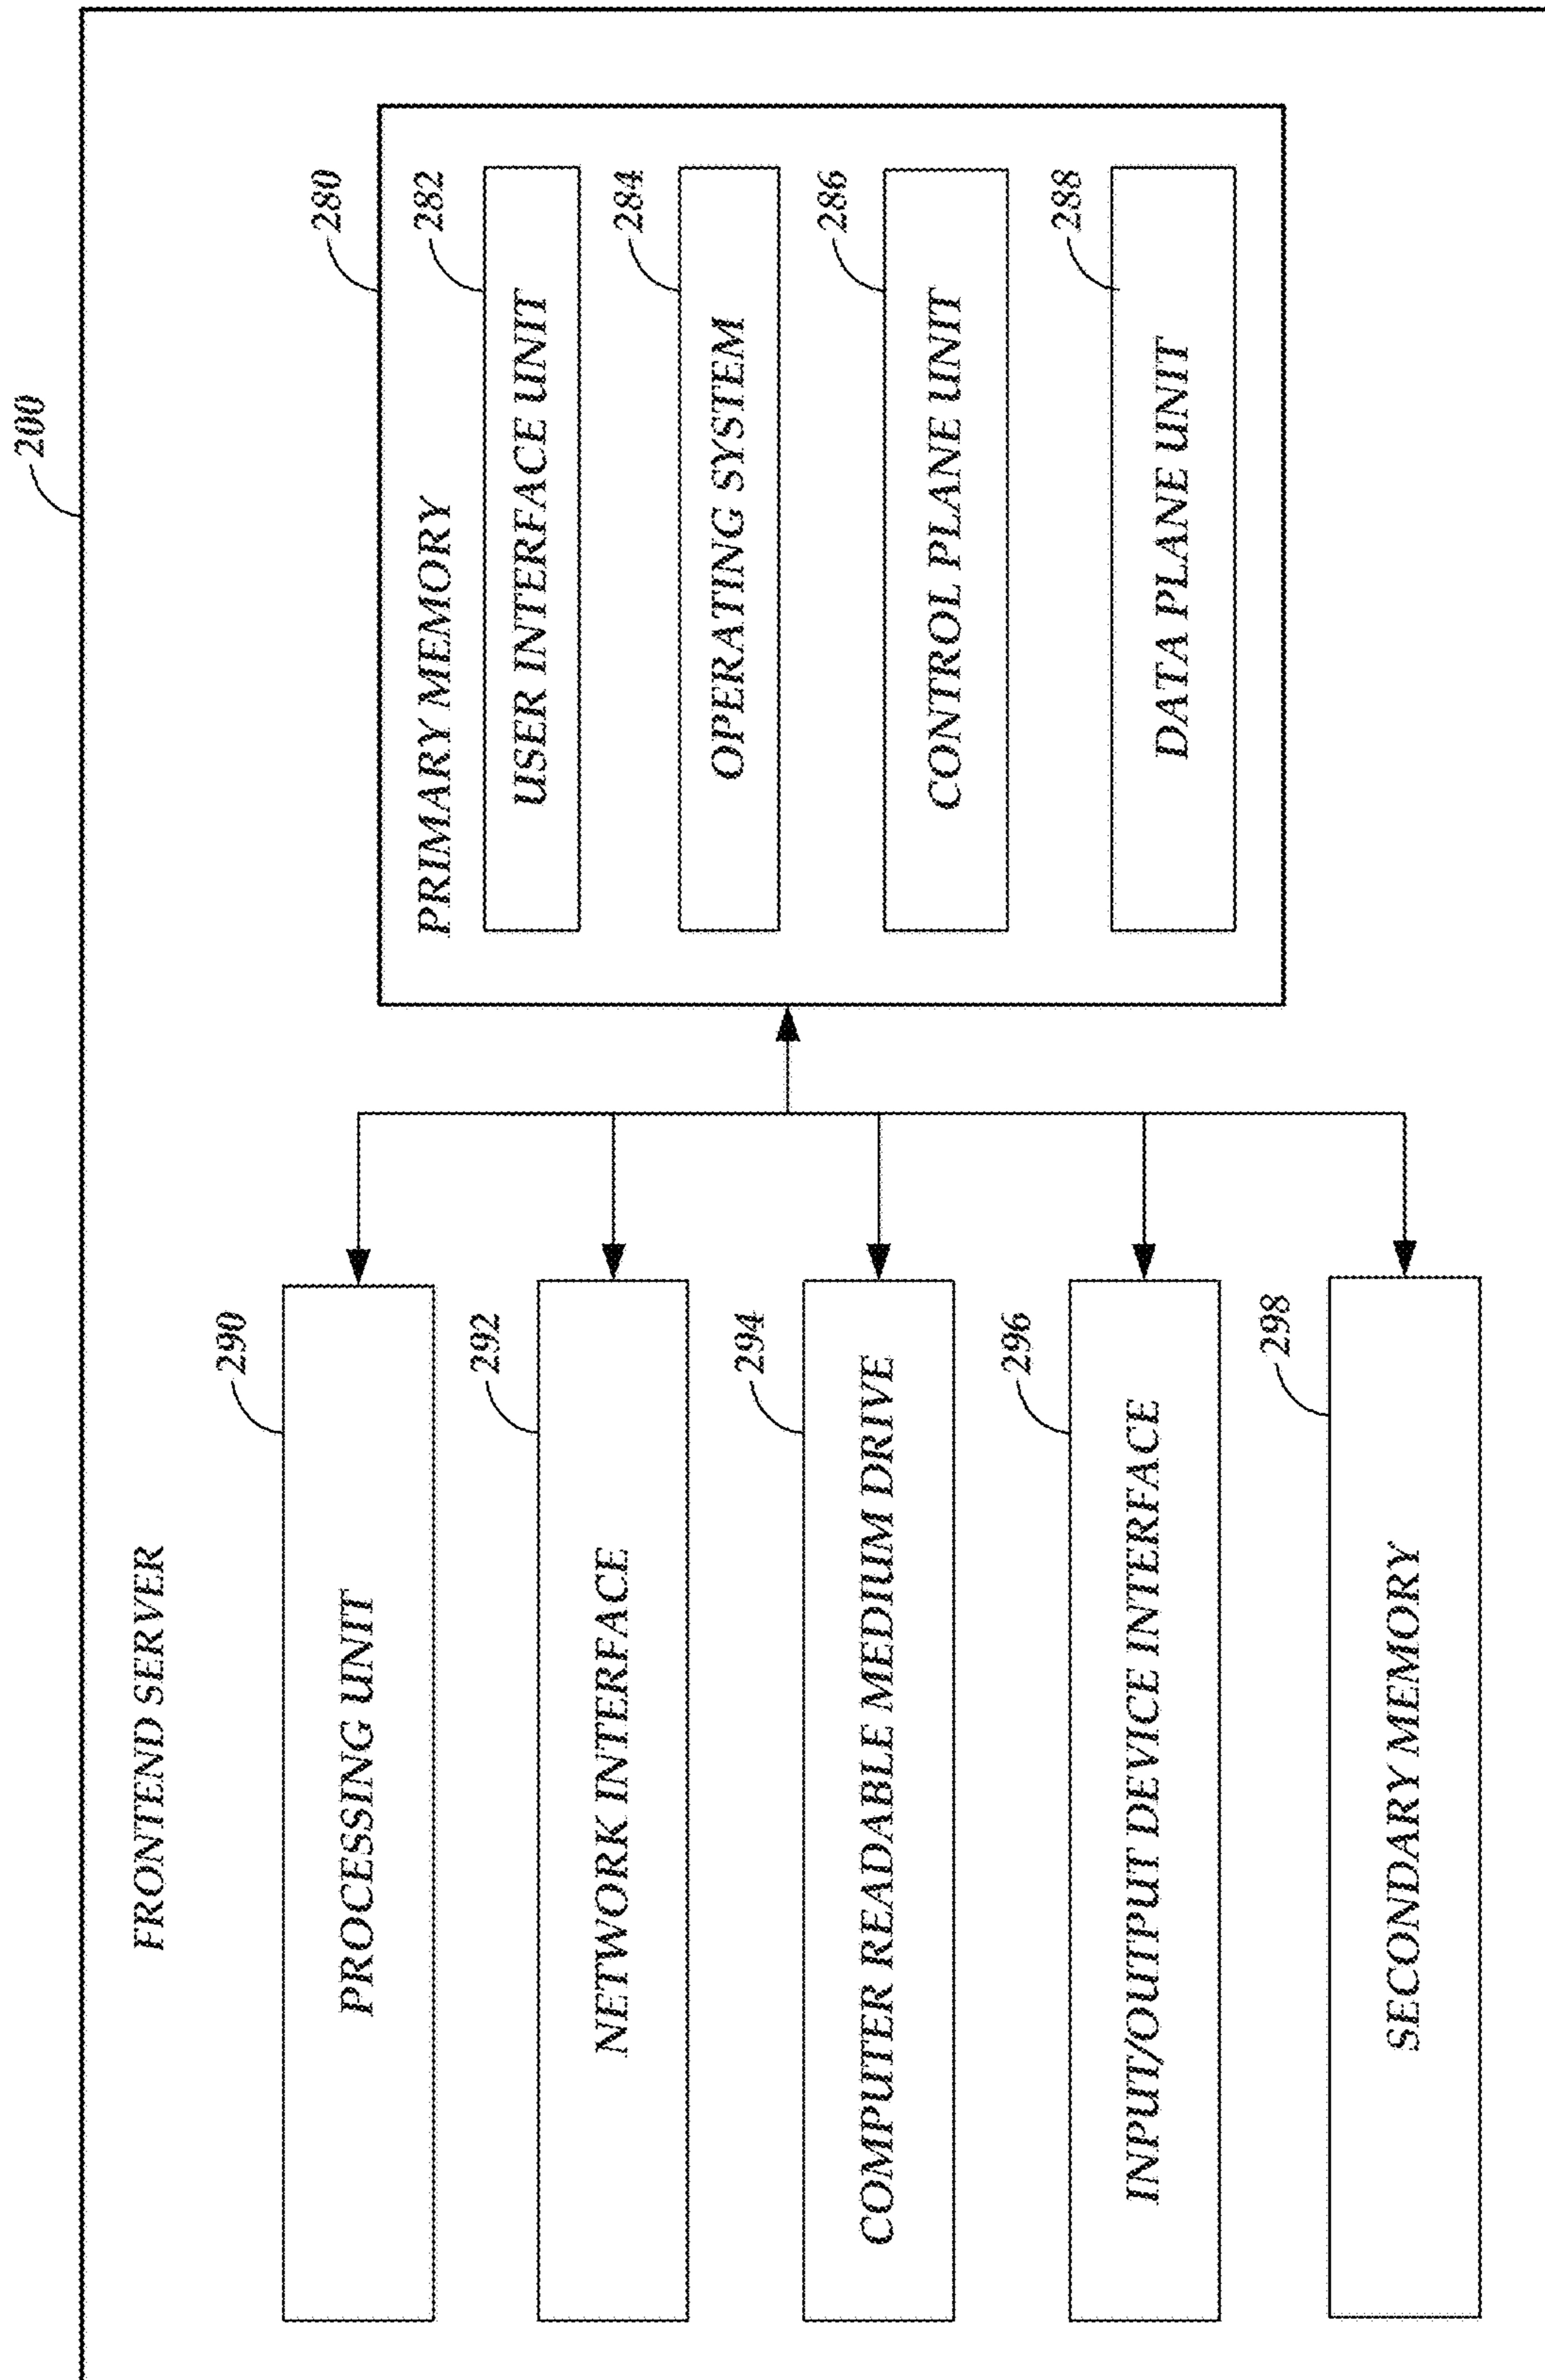 200
FRONTEND SERVER
290
PROCESSING UNIT
292
NETWORK INTERFACE
294
COMPUTER READABLE MEDIUM DRIVE
296
INPUT/OUTPUT DEVICE INTERFACE
298
SECONDARY MEMORY
280
PRIMARY MEMORY
282
USER INTERFACE UNIT
284
OPERATING SYSTEM
286
CONTROL PLANE UNIT
288
DATA PLANE UNIT